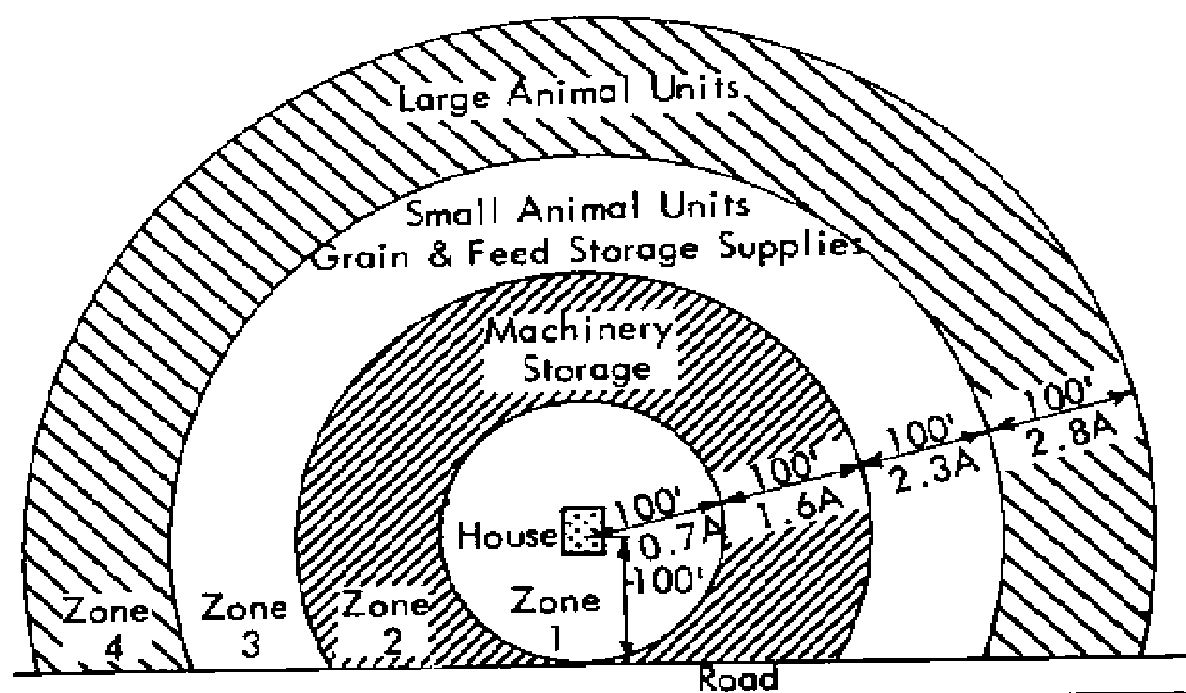 Large Animal Units
Small Animal Units
Grain & Feed Storage Supplies
Machinery
Storage
100'
2.8A
100'
2.3A
100'
1.6A
100'
0.7A
House
100'
Zone
1
Zone
2
Zone
3
Zone
4
Road